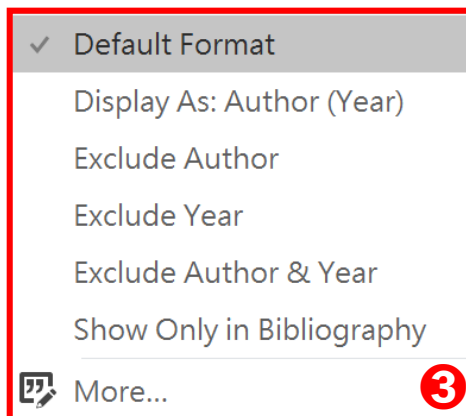 Default Format
Display As: Author (Year)
Exclude Author
Exclude Year
Exclude Author & Year
Show Only in Bibliography
More...
3